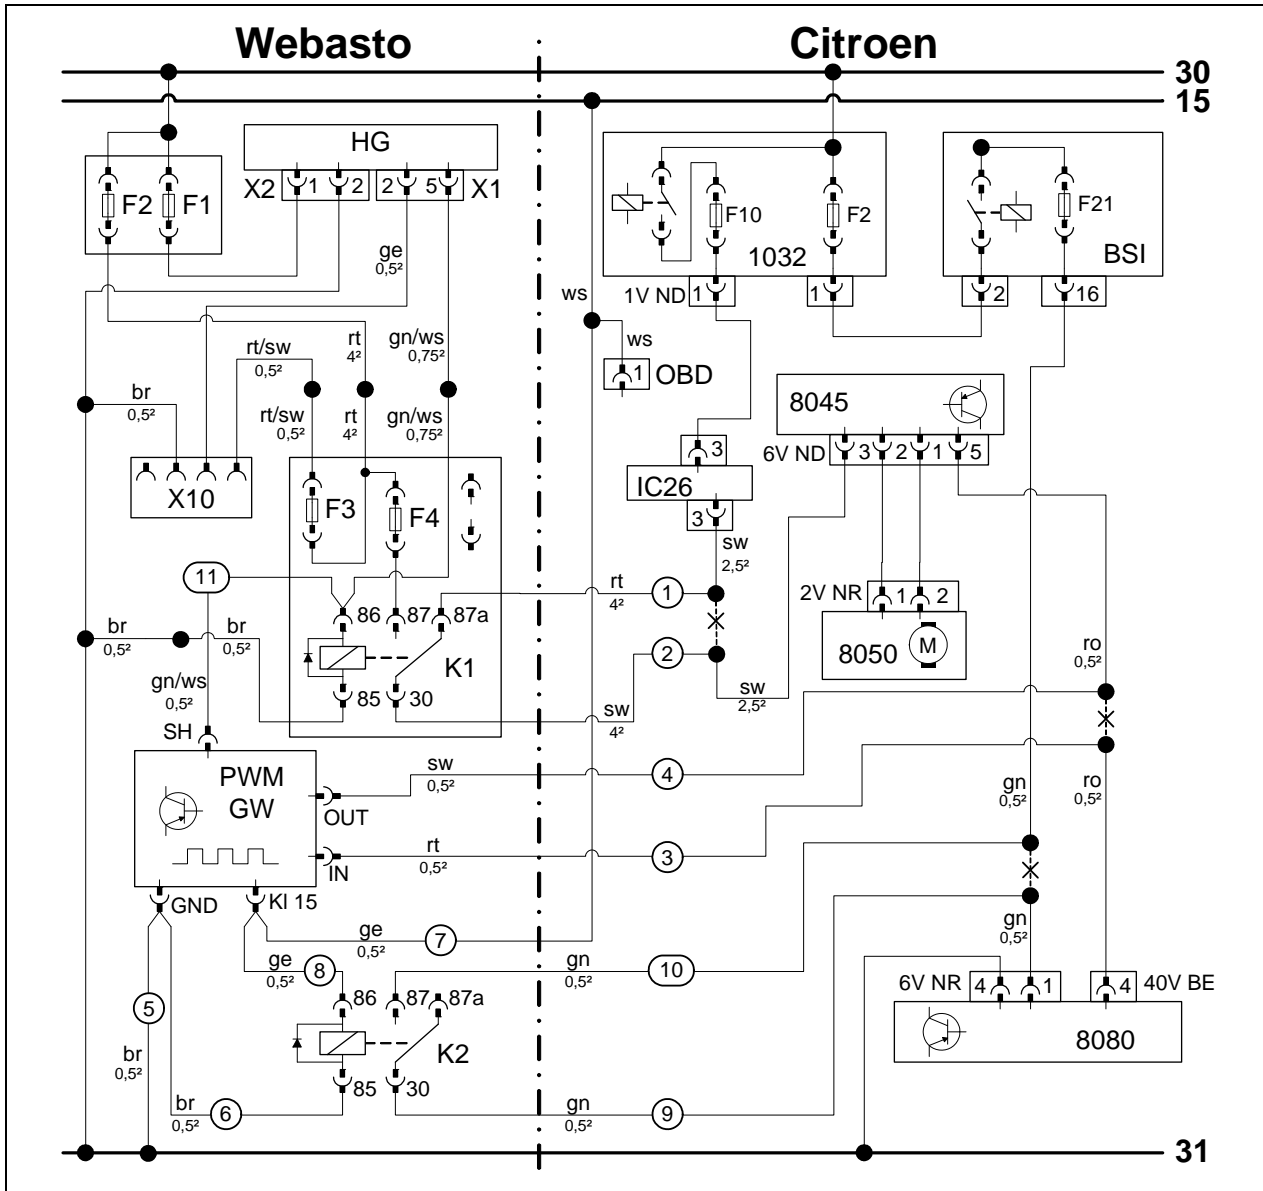 Webasto
Citroen
30
15
HG
X2
1
2
2
5
X1
F2
F1
F10
F2
1032
F21
BSI
ge
0,5²
1V ND
1
1
2
16
ws
rt
4²
gn/ws
0,75²
rt/sw
0,5²
ws
1
OBD
br
0,5²
rt/sw
0,5²
rt
4²
gn/ws
0,75²
8045
6V ND
3
2
1
5
3
IC26
3
X10
F3
F4
sw
2,5²
11
rt
4²
1
2V NR
1
2
86
87
87a
8050
M
br
0,5²
br
0,5²
K1
2
ro
0,5²
gn/ws
0,5²
85
30
sw
4²
sw
2,5²
SH
PWM
GW
sw
0,5²
4
gn
0,5²
ro
0,5²
OUT
rt
0,5²
3
IN
GND
Kl 15
ge
0,5²
7
gn
0,5²
ge
0,5²
8
gn
0,5²
10
6V NR
4
1
4
40V BE
5
86
87
87a
8080
br
0,5²
K2
85
30
br
0,5²
6
gn
0,5²
9
31